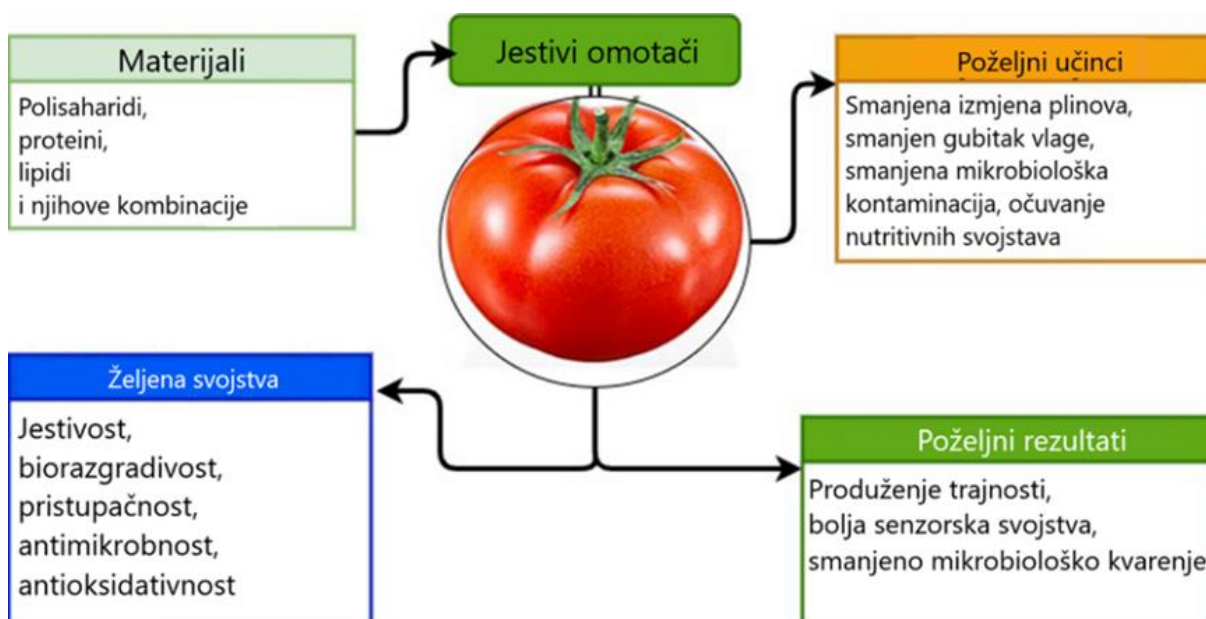 Materijali
Polisaharidi,
proteini,
lipidi
i njihove kombinacije
Jestivi omotači
Poželjni učinci
Smanjena izmjena plinova,
smanjen gubitak vlage,
smanjena mikrobiološka
kontaminacija, očuvanje
nutritivnih svojstava
Željena svojstva
Jestivost,
biorazgradivost,
pristupačnost,
antimikrobnost,
antioksidativnost
Poželjni rezultati
Produženje trajnosti,
bolja senzorska svojstva,
smanjeno mikrobiološko kvarenje